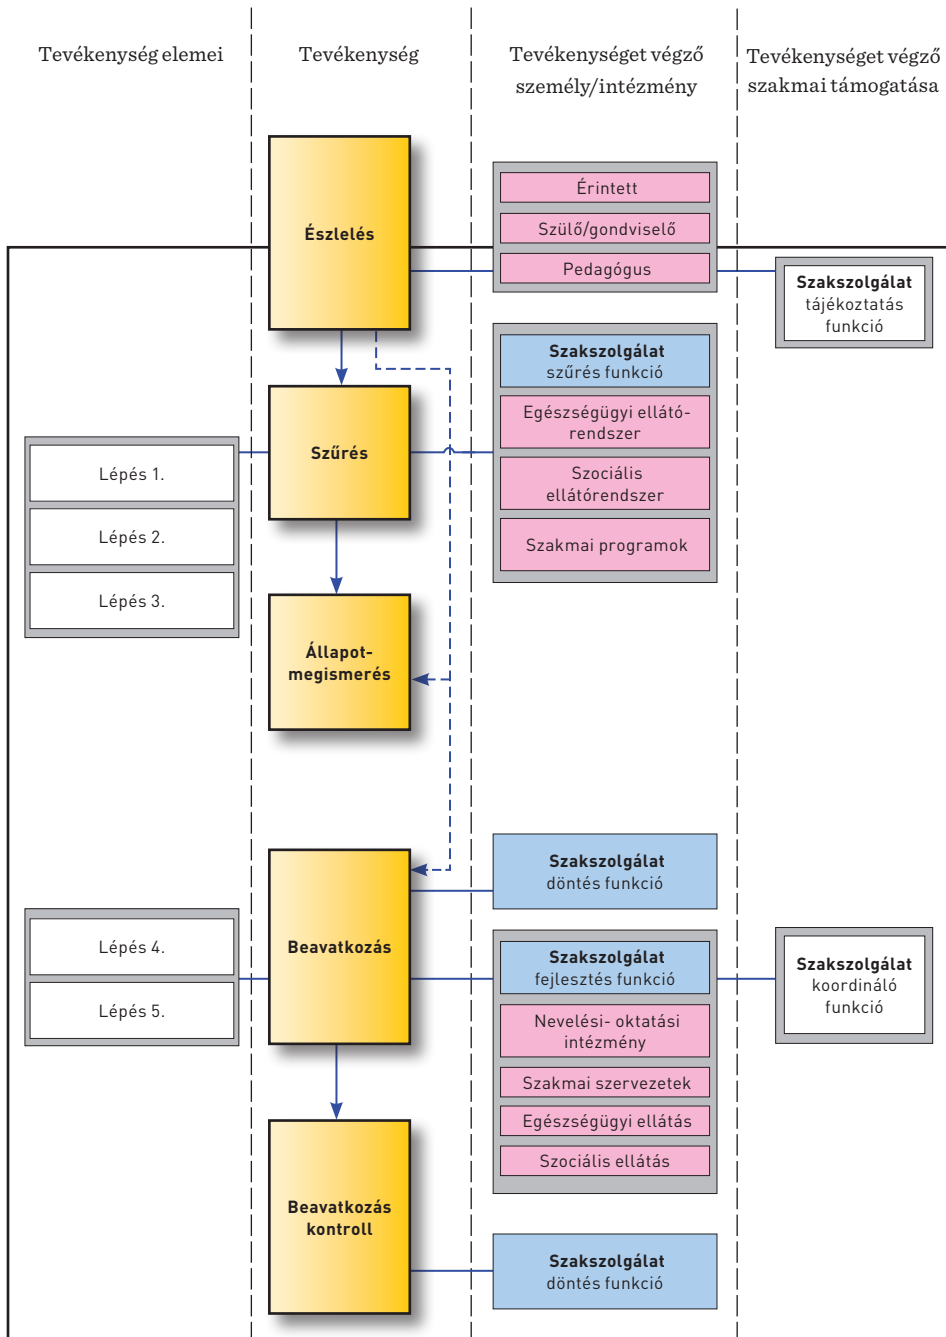 Tevékenység elemei
Tevékenység
Tevékenységet végző
személy/intézmény
Tevékenységet végző
szakmai támogatása
Észlelés
Érintett
Szülő/gondviselő
Pedagógus
Szakszolgálat
tájékoztatás
funkció
Szakszolgálat
szűrés funkció
Egészségügyi ellátó-
rendszer
Szociális
ellátórendszer
Szakmai programok
Szűrés
Lépés 1.
Lépés 2.
Lépés 3.
Állapot-
megismerés
Szakszolgálat
döntés funkció
Beavatkozás
Lépés 4.
Lépés 5.
Szakszolgálat
fejlesztés funkció
Nevelési- oktatási
intézmény
Szakmai szervezetek
Egészségügyi ellátás
Szociális ellátás
Szakszolgálat
koordináló
funkció
Beavatkozás
kontroll
Szakszolgálat
döntés funkció